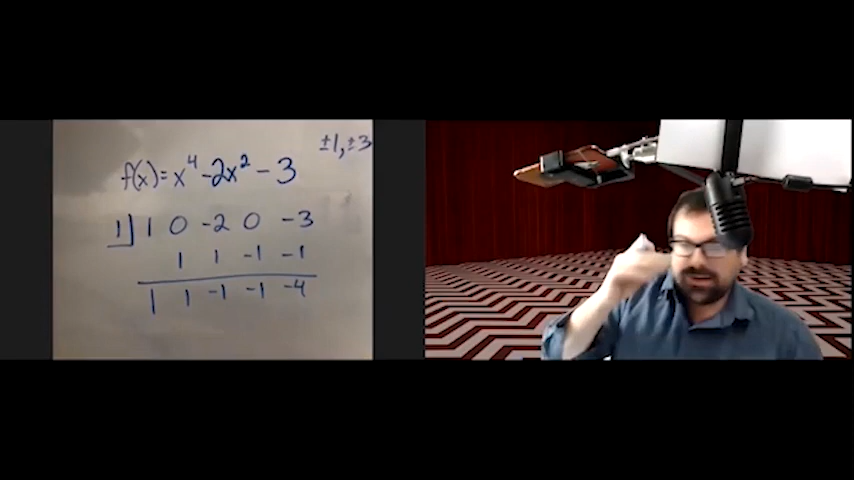 ±1, ±3
f(x)= x⁴ -2x² - 3
1 | 1 0 -2 0 -3
1 1 -1 -1
1 1 -1 -1 -4